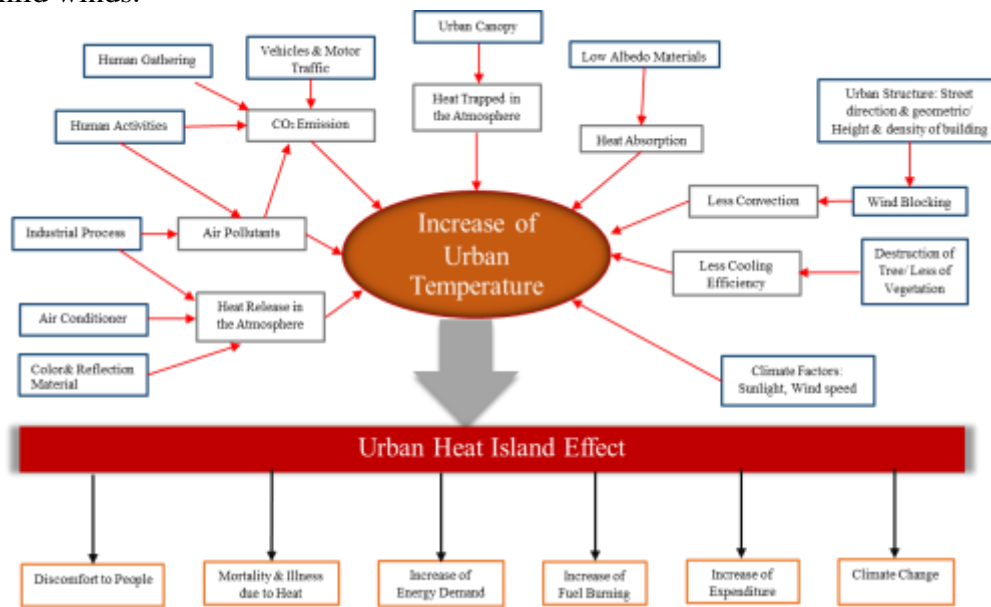 Urban Canopy
Vehicles & Motor
Traffic
Human Gathering
Low Albedo Materials
Urban Structure: Street
direction & geometric/
Height & density of building
Heat Trapped in
the Atmosphere
Human Activities
CO₂ Emission
Heat Absorption
Less Convection
Wind Blocking
Increase of
Urban
Temperature
Industrial Process
Air Pollutants
Less Cooling
Efficiency
Destruction of
Tree/ Less of
Vegetation
Air Conditioner
Heat Release in
the Atmosphere
Color& Reflection
Material
Climate Factors:
Sunlight, Wind speed
Urban Heat Island Effect
Discomfort to People
Mortality & Illness
due to Heat
Increase of
Energy Demand
Increase of
Fuel Burning
Increase of
Expenditure
Climate Change